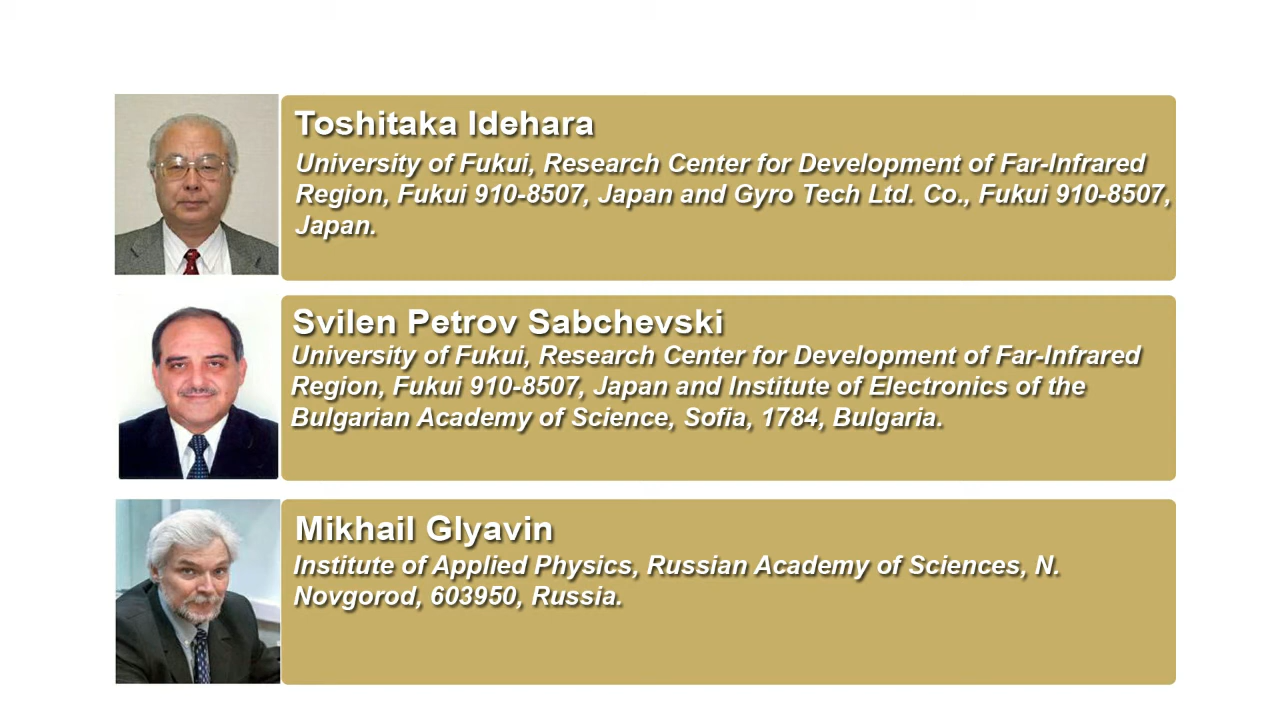 Toshitaka Idehara
University of Fukui, Research Center for Development of Far-Infrared
Region, Fukui 910-8507, Japan and Gyro Tech Ltd. Co., Fukui 910-8507,
Japan.
Svilen Petrov Sabchevski
University of Fukui, Research Center for Development of Far-Infrared
Region, Fukui 910-8507, Japan and Institute of Electronics of the
Bulgarian Academy of Science, Sofia, 1784, Bulgaria.
Mikhail Glyavin
Institute of Applied Physics, Russian Academy of Sciences, N.
Novgorod, 603950, Russia.